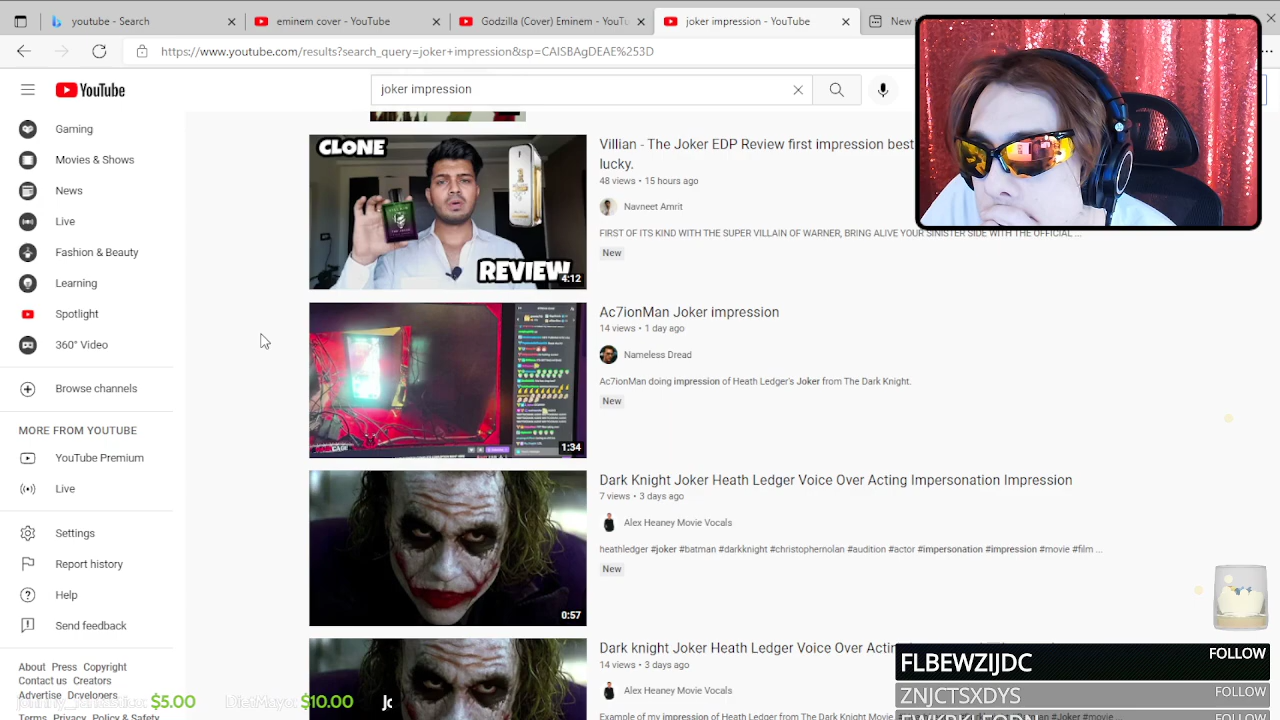 youtube - Search
eminem cover - YouTube
Godzilla (Cover) Eminem - YouTu
joker impression - YouTube
New t
https://www.youtube.com/results?search_query=joker+impression&sp=CAISBAgDEAE%253D
YouTube
joker impression
Gaming
Movies & Shows
News
Live
Fashion & Beauty
Learning
Spotlight
360° Video
Browse channels
MORE FROM YOUTUBE
YouTube Premium
Live
Settings
Report history
Help
Send feedback
About Press Copyright
Contact us Creators
Advertise Developers
Terms Privacy Policy & Safety
CLONE
REVIEW
4:12
Villian - The Joker EDP Review first impression best
lucky.
48 views • 15 hours ago
Navneet Amrit
FIRST OF ITS KIND WITH THE SUPER VILLAIN OF WARNER, BRING ALIVE YOUR SINISTER SIDE WITH THE OFFICIAL ...
New
1:34
Ac7ionMan Joker impression
14 views • 1 day ago
Nameless Dread
Ac7ionMan doing impression of Heath Ledger's Joker from The Dark Knight.
New
0:57
Dark Knight Joker Heath Ledger Voice Over Acting Impersonation Impression
7 views • 3 days ago
Alex Heaney Movie Vocals
heathledger #joker #batman #darkknight #christophernolan #audition #actor #impersonation #impression #movie #film ...
New
Dark knight Joker Heath Ledger Voice Over Actin
14 views • 3 days ago
Alex Heaney Movie Vocals
Example of my impression of Heath Ledger
$5.00
$10.00
FLBEWZIJDC FOLLOW
ZNJCTSXDYS FOLLOW
FOLLOW